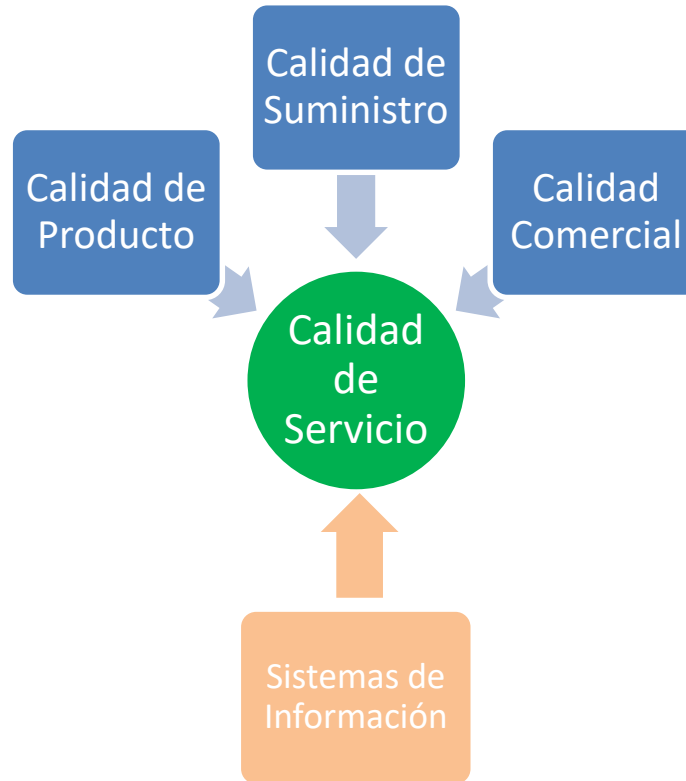 Calidad de
Suministro
Calidad de
Producto
Calidad
Comercial
Calidad
de
Servicio
Sistemas de
Información